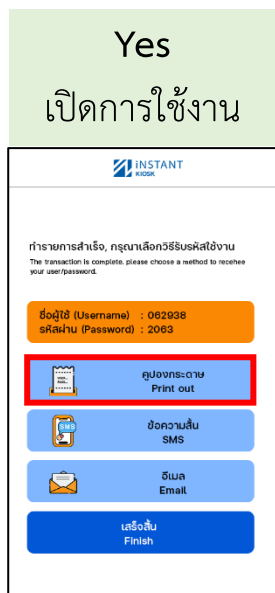 Yes
เปิดการใช้งาน
iNSTANT
KIOSK
ทำรายการสำเร็จ, กรุณาเลือกวิธีรับรหัสใช้งาน
The transaction is complete. please choose a method to recehee
your user/password.
ชื่อผู้ใช้ (Username) : 062938
รหัสผ่าน (Password) : 2063
คูปองกระดาษ
Print out
SMS
ข้อความสั้น
SMS
อีเมล
Email
เสร็จสิ้น
Finish